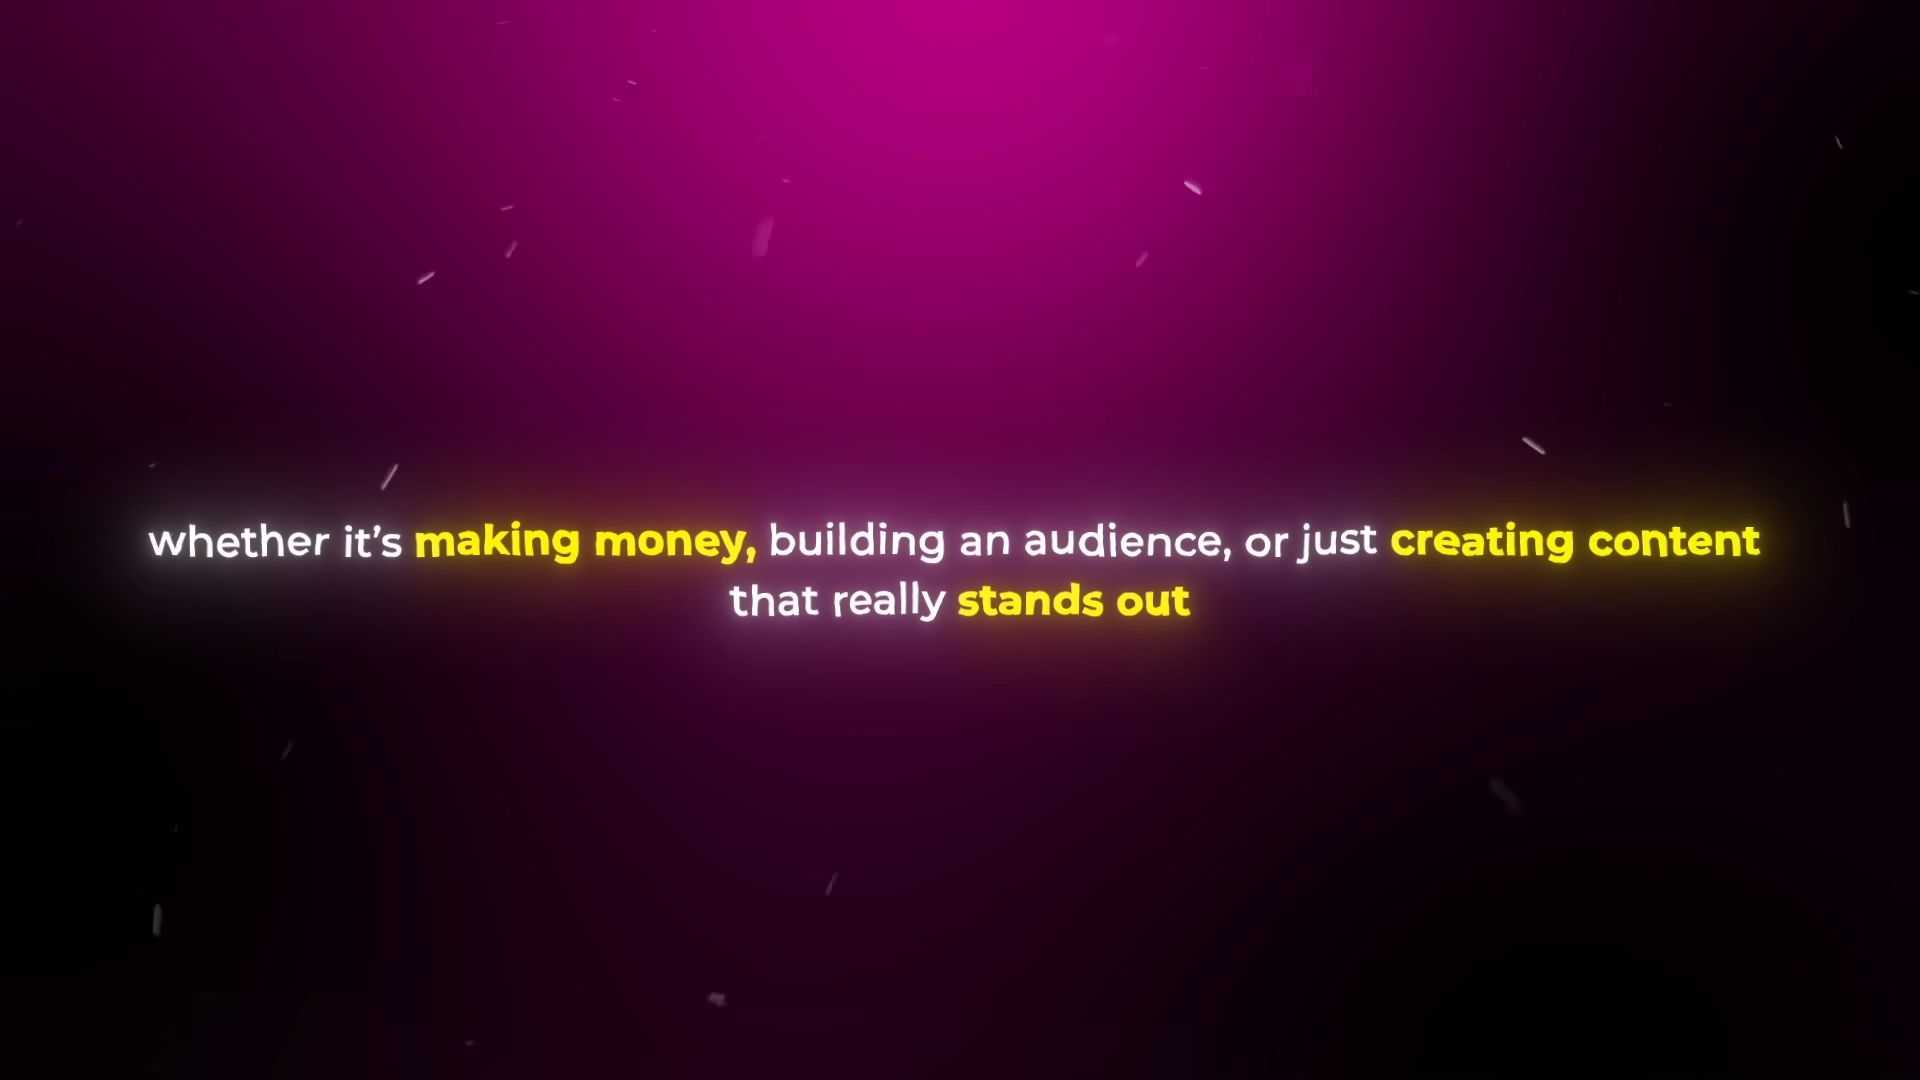 whether it’s making money, building an audience, or just creating content
that really stands out